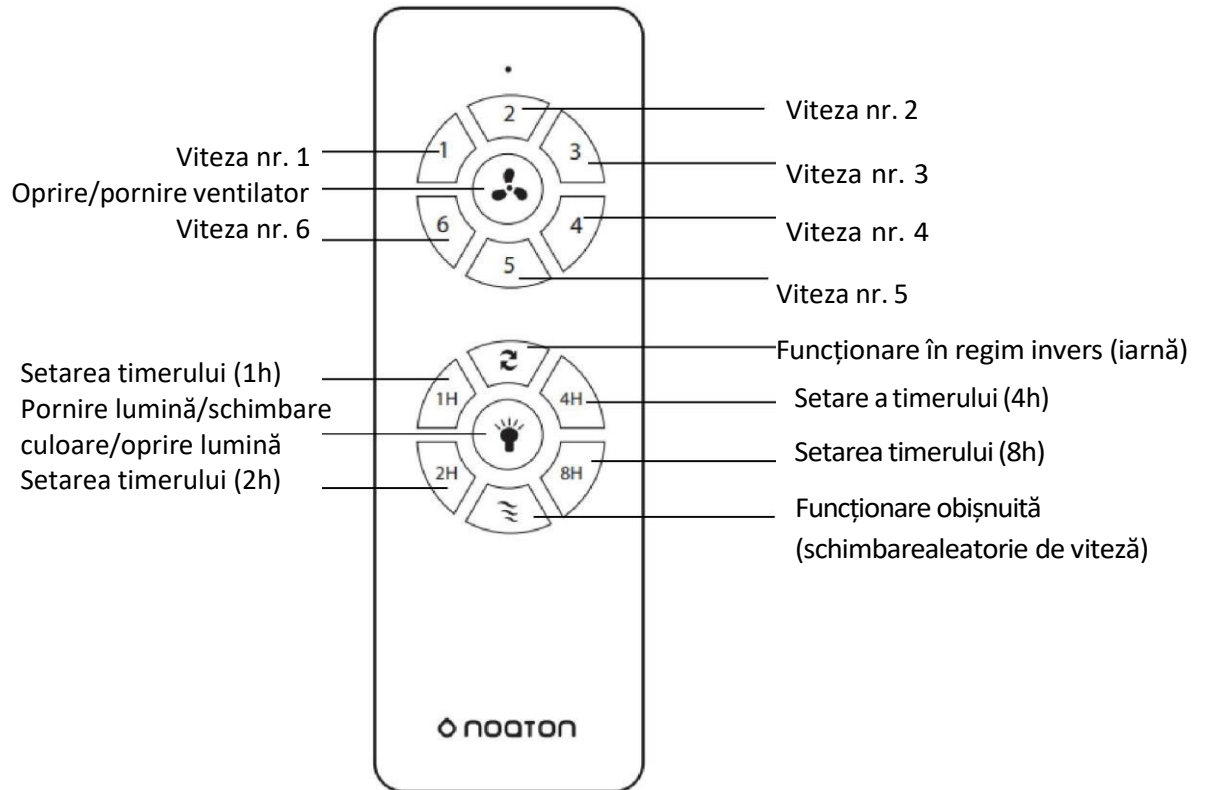 Viteza nr. 1
Oprire/pornire ventilator
Viteza nr. 6
Setarea timerului (1h)
Pornire lumină/schimbare
culoare/oprire lumină
Setarea timerului (2h)
2
1
3
6
4
5
1H
4H
2H
8H
noaton
Viteza nr. 2
Viteza nr. 3
Viteza nr. 4
Viteza nr. 5
Funcționare în regim invers (iarnă)
Setare a timerului (4h)
Setarea timerului (8h)
Funcționare obișnuită
(schimbarealeatorie de viteză)